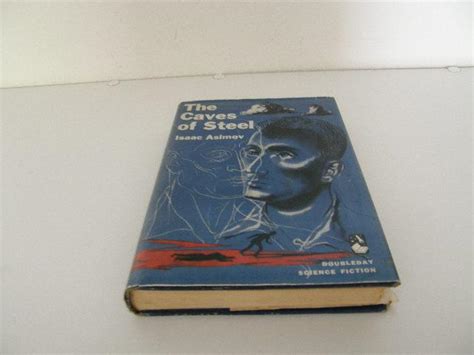 The
Caves
of Steel
Isaac Asimov
DOUBLEDAY
SCIENCE FICTION